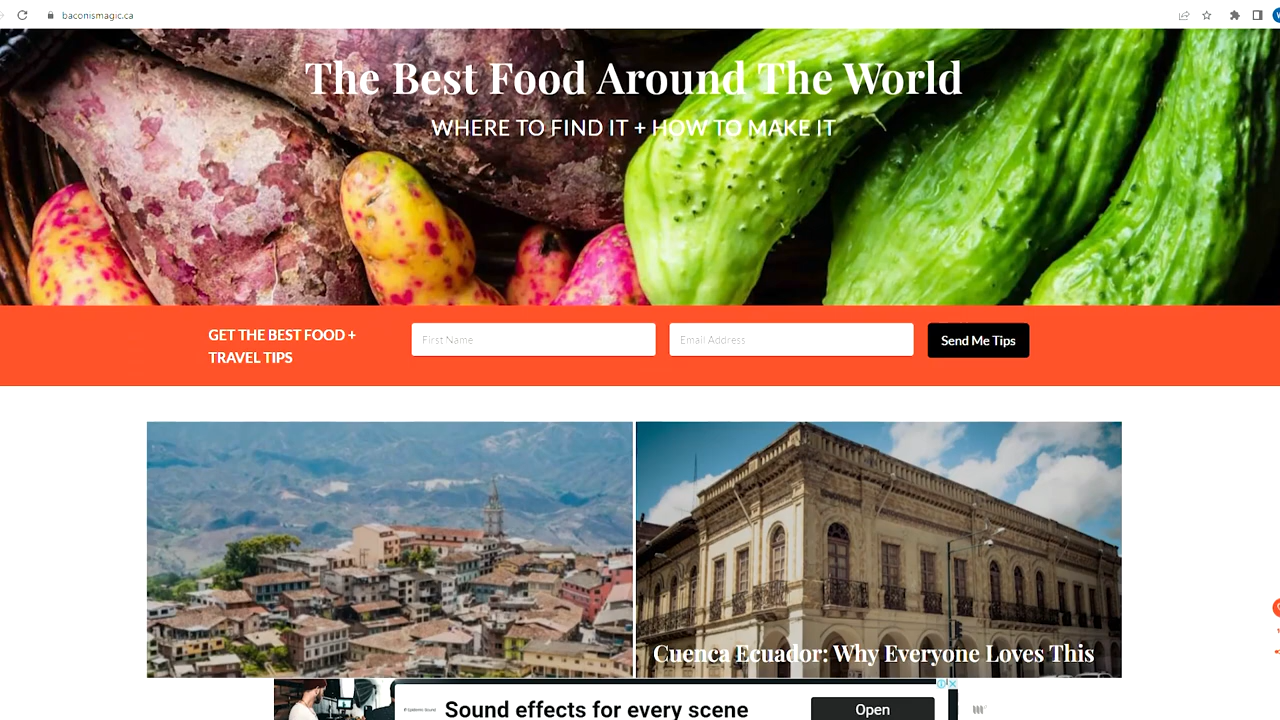 baconismagic.ca
The Best Food Around The World
WHERE TO FIND IT + HOW TO MAKE IT
GET THE BEST FOOD +
TRAVEL TIPS
First Name
Email Address
Send Me Tips
Cuenca Ecuador: Why Everyone Loves This
Sound effects for every scene
Open